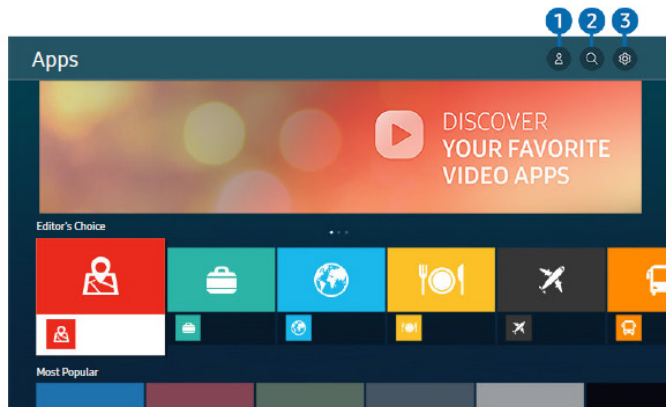 1 2 3
Apps
DISCOVER
YOUR FAVORITE
VIDEO APPS
Editor's Choice
Most Popular